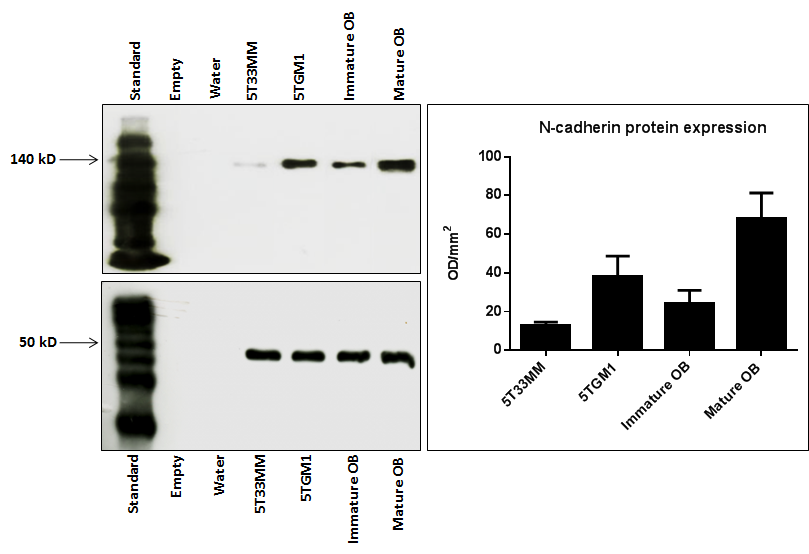 Standard
Empty
Water
5T33MM
5TGM1
Immature OB
Mature OB
140 kD
50 kD
Standard
Empty
Water
5T33MM
5TGM1
Immature OB
Mature OB
N-cadherin protein expression
100
80
60
40
20
0
OD/mm²
5T33MM
5TGM1
Immature OB
Mature OB